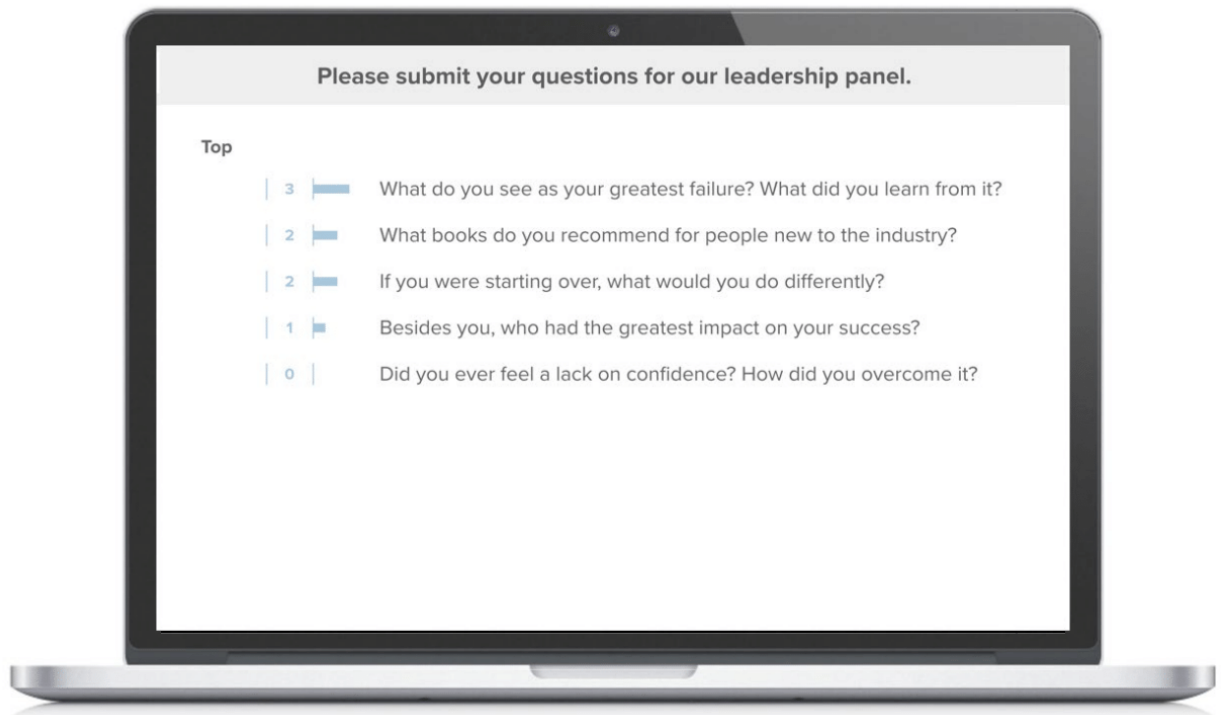 Please submit your questions for our leadership panel.
Top
3 What do you see as your greatest failure? What did you learn from it?
2 What books do you recommend for people new to the industry?
2 If you were starting over, what would you do differently?
1 Besides you, who had the greatest impact on your success?
0 Did you ever feel a lack on confidence? How did you overcome it?